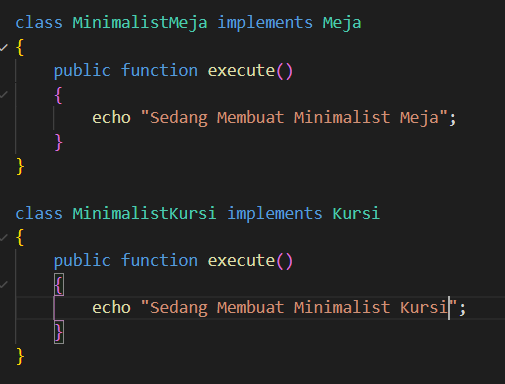 class MinimalistMeja implements Meja
{
public function execute()
{
echo "Sedang Membuat Minimalist Meja";
}
}
class MinimalistKursi implements Kursi
{
public function execute()
{
echo "Sedang Membuat Minimalist Kursi";
}
}